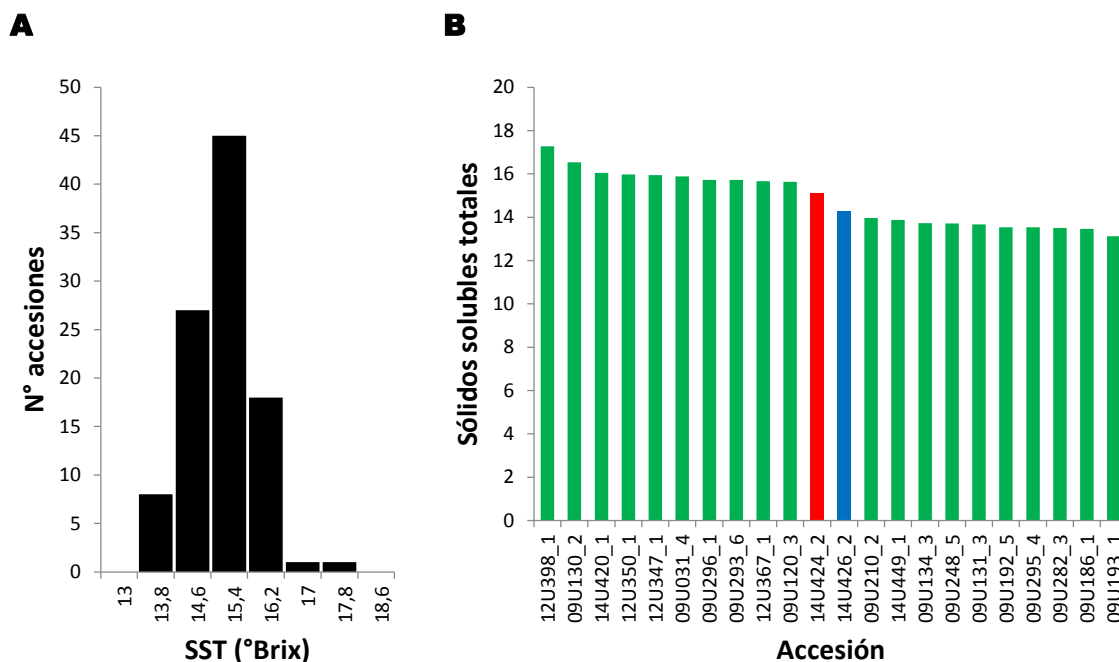 A
B
50
45
40
35
30
25
20
15
10
5
0
N° accesiones
13
13,8
14,6
15,4
16,2
17
17,8
18,6
SST (°Brix)
20
18
16
14
12
10
8
6
4
2
0
Sólidos solubles totales
12U398_1
09U130_2
14U420_1
12U350_1
12U347_1
09U031_4
09U296_1
09U293_6
12U367_1
09U120_3
14U424_2
14U426_2
09U210_2
14U449_1
09U134_3
09U248_5
09U131_3
09U192_5
09U295_4
09U282_3
09U186_1
09U193_1
Accesión